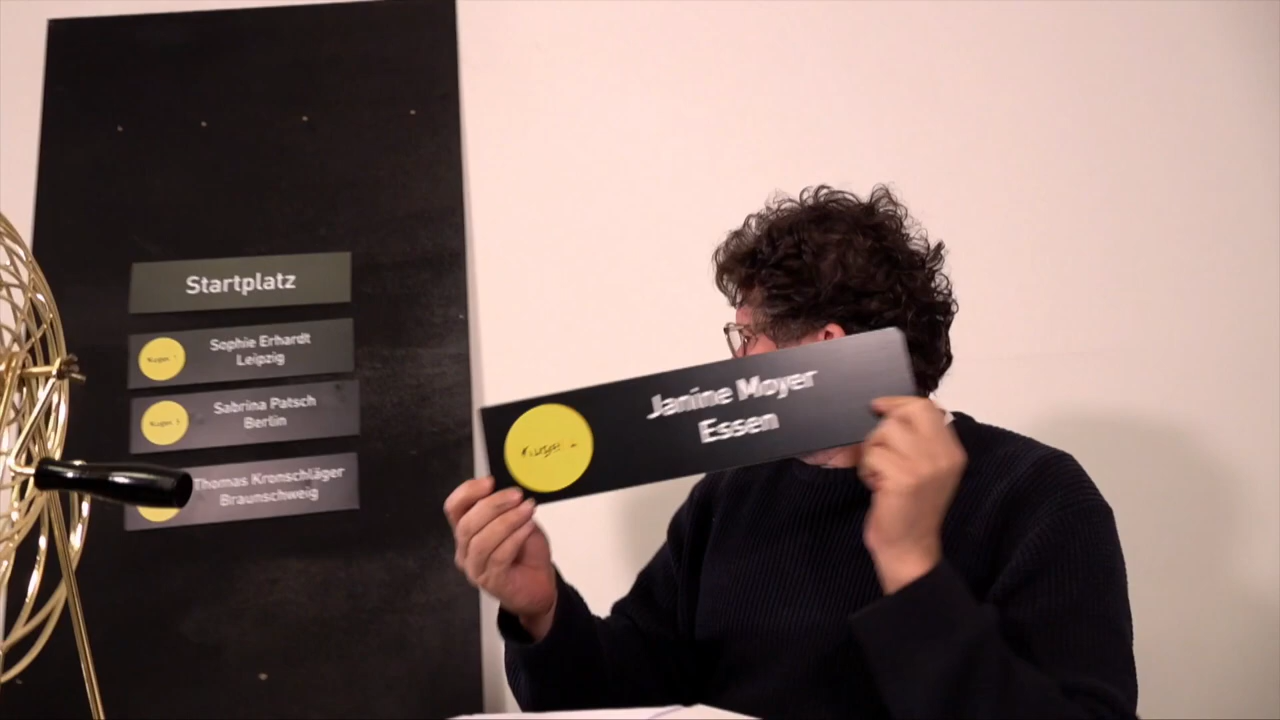 Startplatz
Sophie Erhardt
Leipzig
Sabrina Patsch
Berlin
Thomas Kronschläger
Braunschweig
Janine Moyer
Essen